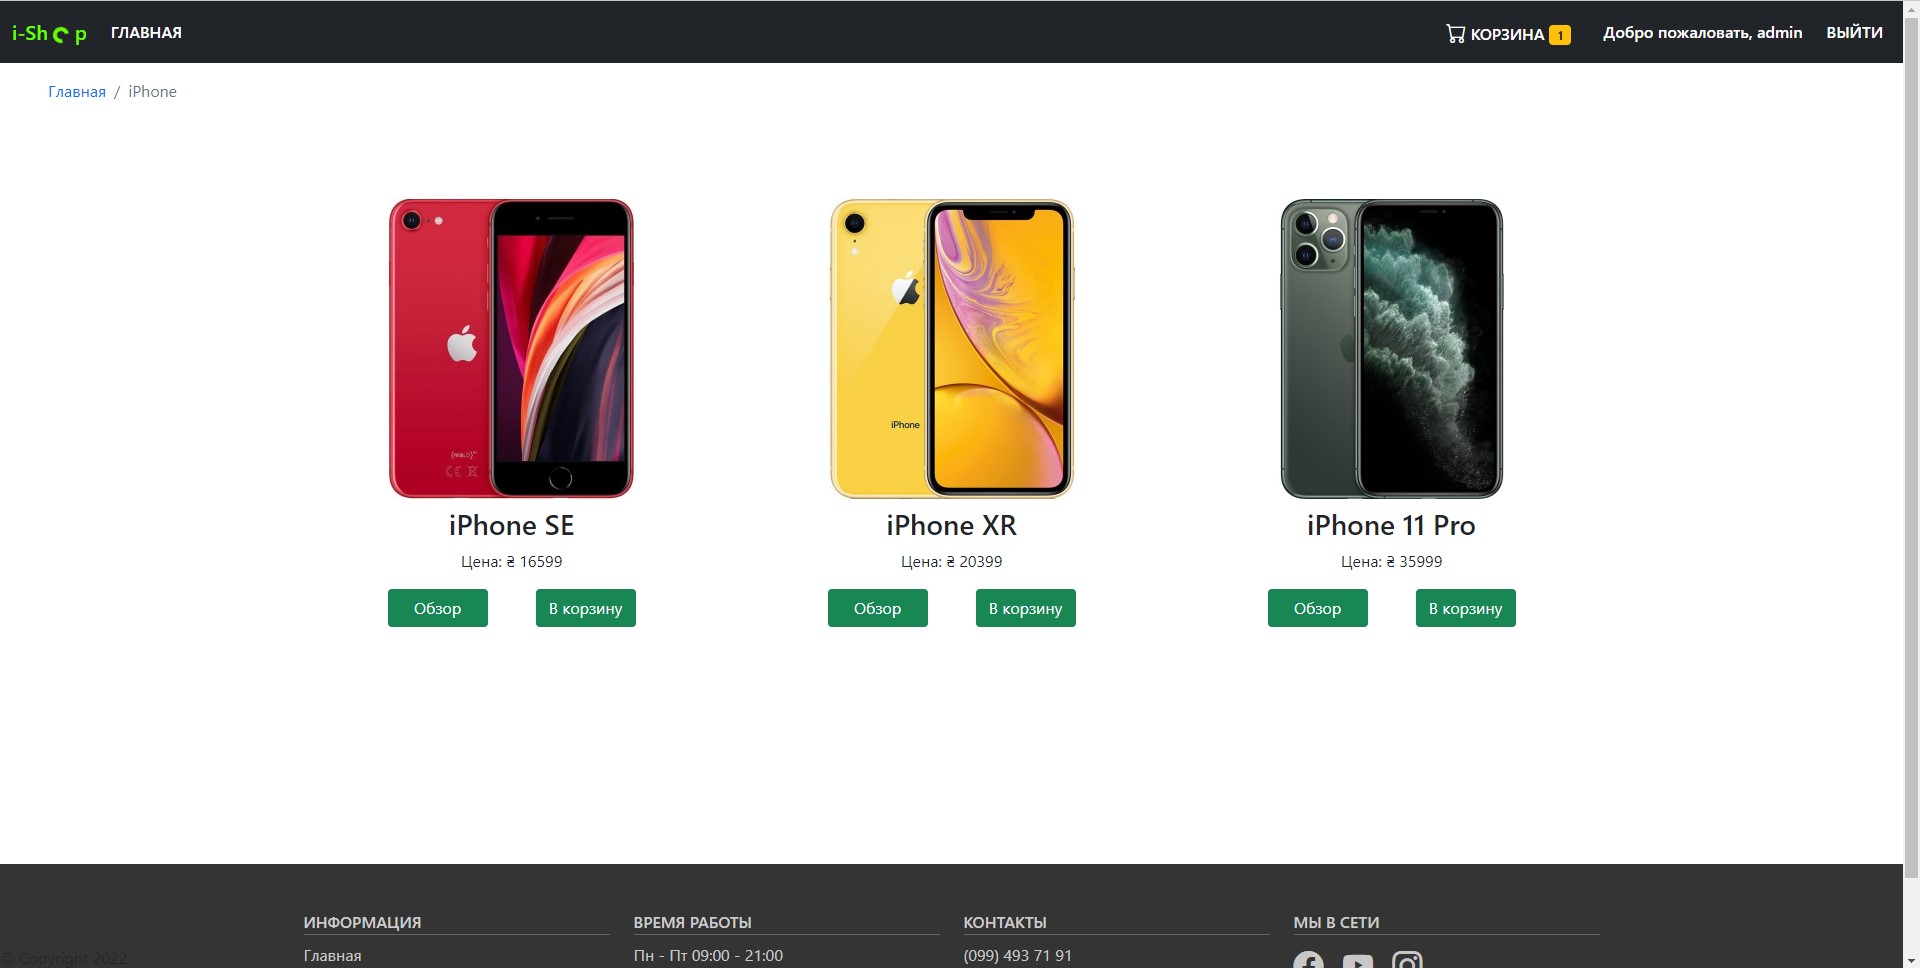 i-Sh p ГЛАВНАЯ КОРЗИНА 1 Добро пожаловать, admin ВЫЙТИ
Главная / iPhone
iPhone
iPhone SE
Цена: ₴ 16599
Обзор В корзину
iPhone XR
Цена: ₴ 20399
Обзор В корзину
iPhone 11 Pro
Цена: ₴ 35999
Обзор В корзину
ИНФОРМАЦИЯ
Главная
ВРЕМЯ РАБОТЫ
Пн - Пт 09:00 - 21:00
КОНТАКТЫ
(099) 493 71 91
МЫ В СЕТИ
© Copyright 2022